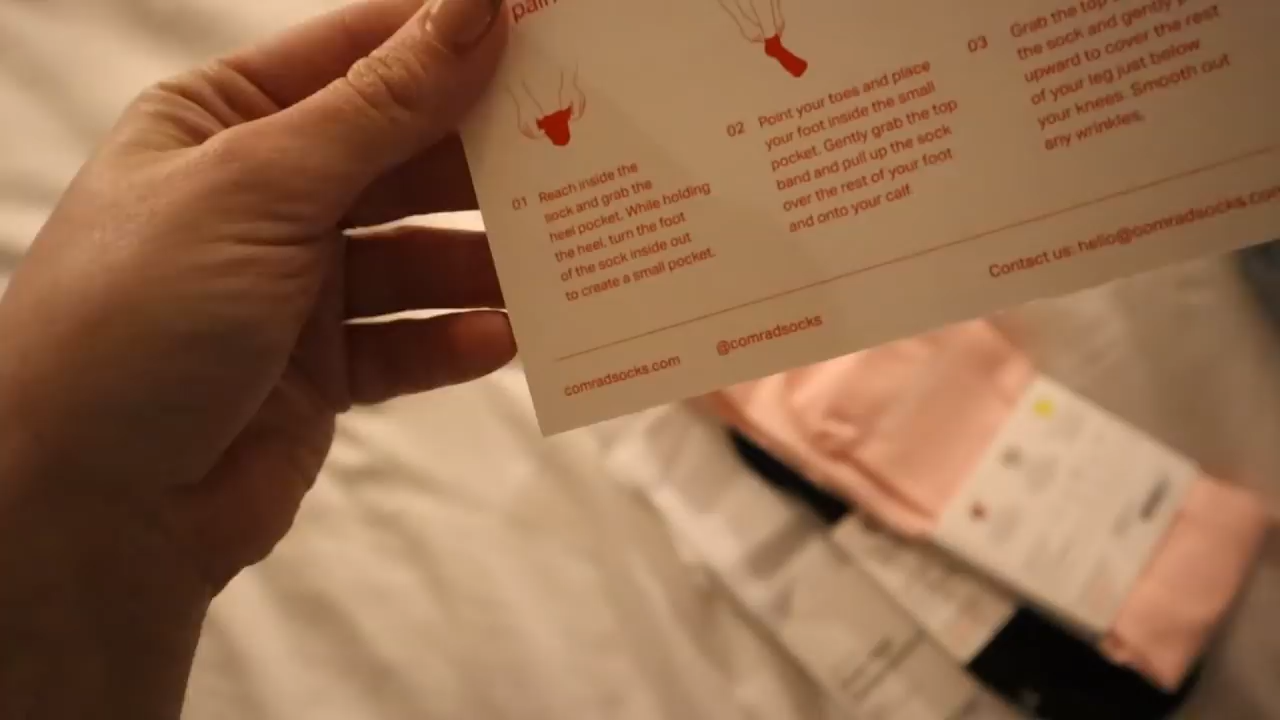 01 Reach inside the
sock and grab the
heel pocket. While holding
the heel, turn the foot
of the sock inside out
to create a small pocket.
02 Point your toes and place
your foot inside the small
pocket. Gently grab the top
band and pull up the sock
over the rest of your foot
and onto your calf.
03 Grab the top
the sock and gently
upward to cover the rest
of your leg just below
your knees. Smooth out
any wrinkles.
comradsocks.com @comradsocks Contact us: hello@comradsocks.com